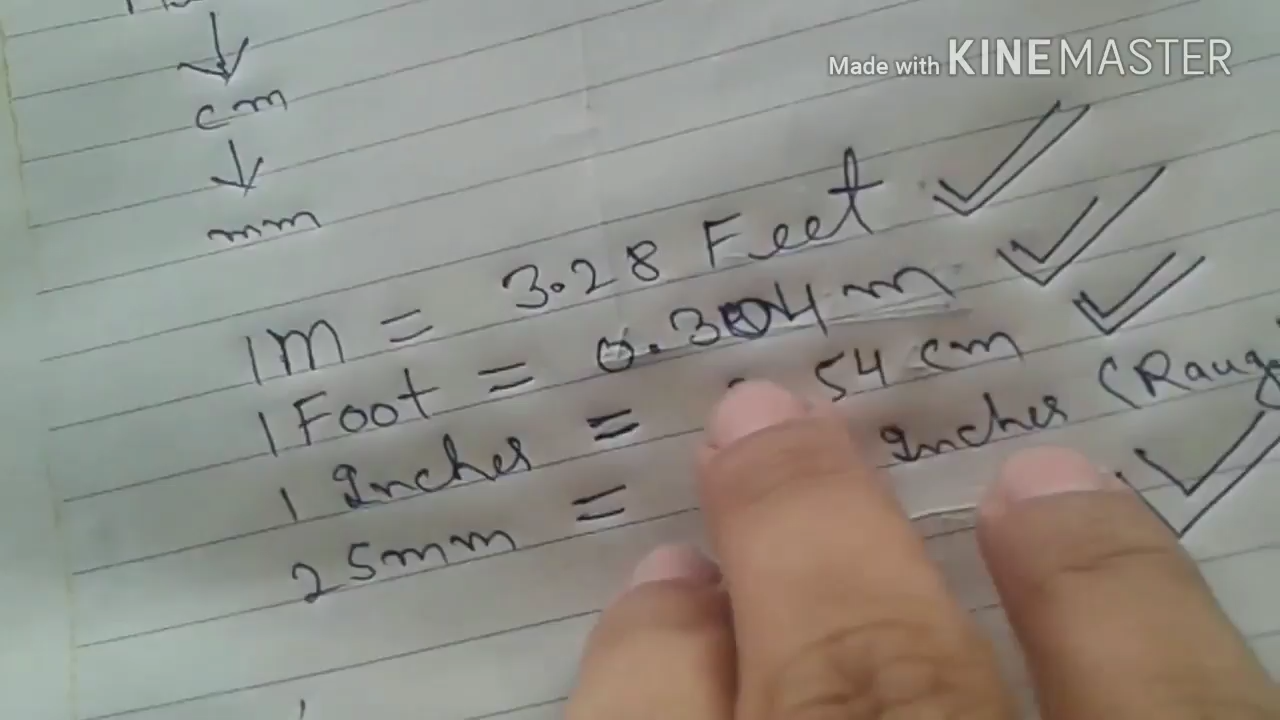 Made with KINEMASTER
cm
mm
1m = 3.28 Feet
1 Foot = 0.304 m
1 Inches = 54 cm
25mm = Inches (Rang